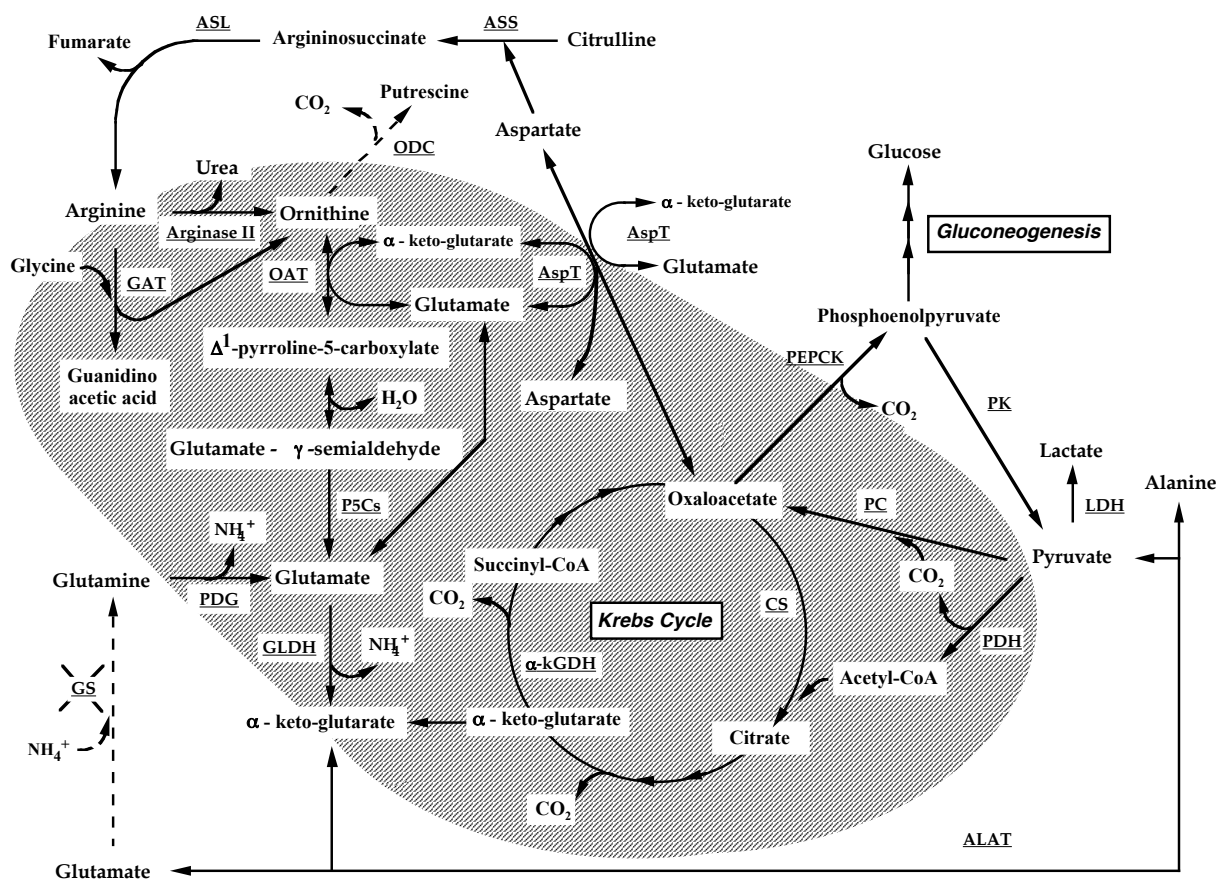 ASL
ASS
Fumarate
Argininosuccinate
Citrulline
CO2
Putrescine
ODC
Aspartate
Glucose
Urea
Arginine
Ornithine
Arginase II
α - keto-glutarate
α - keto-glutarate
AspT
Gluconeogenesis
Glycine
GAT
OAT
AspT
Glutamate
Glutamate
Phosphoenolpyruvate
Δ1-pyrroline-5-carboxylate
PEPCK
Guanidino
acetic acid
H2O
Aspartate
CO2
PK
Glutamate - γ -semialdehyde
Lactate
Alanine
P5Cs
Oxaloacetate
PC
LDH
NH4+
Pyruvate
Glutamine
Glutamate
Succinyl-CoA
CO2
PDG
CO2
Krebs Cycle
CS
GLDH
NH4+
α-kGDH
PDH
Acetyl-CoA
GS
α - keto-glutarate
α - keto-glutarate
Citrate
NH4+
CO2
ALAT
Glutamate